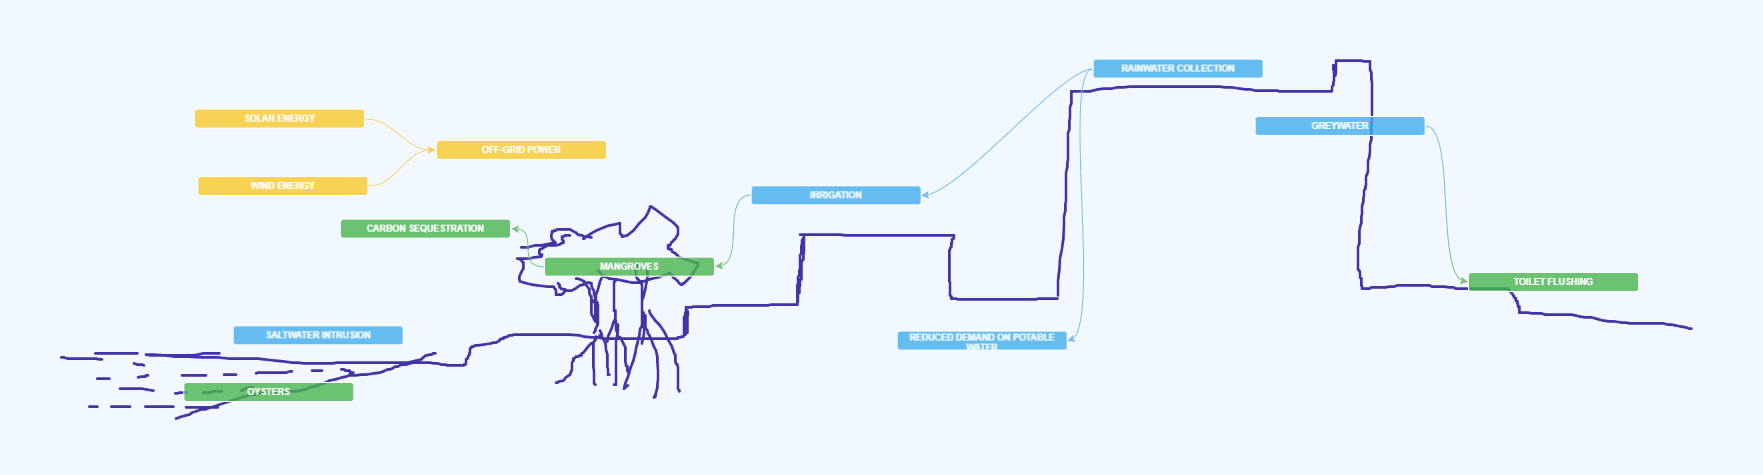 RAINWATER COLLECTION
SOLAR ENERGY
GREYWATER
OFF-GRID POWER
WIND ENERGY
IRRIGATION
CARBON SEQUESTRATION
MANGROVES
TOILET FLUSHING
SALTWATER INTRUSION
REDUCED DEMAND ON POTABLE
WATER
OYSTERS